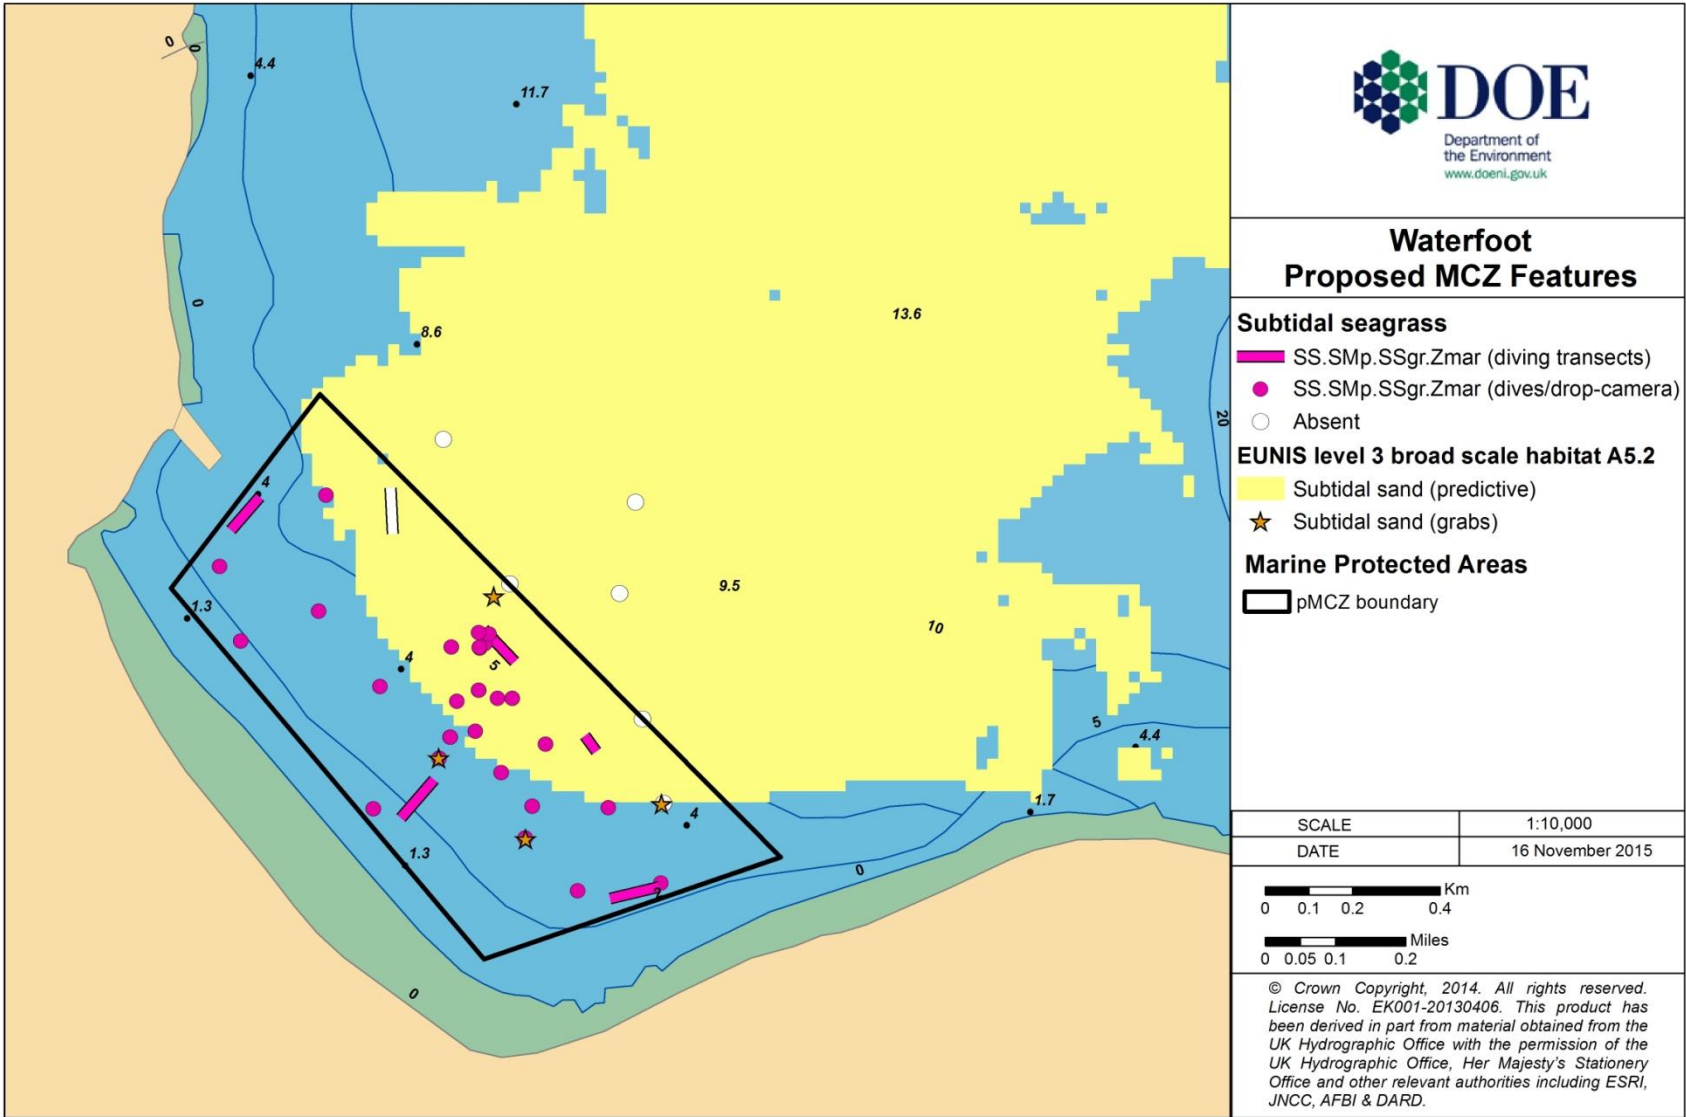 0
0
4.4
11.7
0
13.6
8.6
20
4
9.5
1.3
10
4
5
5
4.4
1.7
4
1.3
0
2
0
DOE
Department of
the Environment
www.doeni.gov.uk
Waterfoot
Proposed MCZ Features
Subtidal seagrass
SS.SMp.SSgr.Zmar (diving transects)
SS.SMp.SSgr.Zmar (dives/drop-camera)
Absent
EUNIS level 3 broad scale habitat A5.2
Subtidal sand (predictive)
Subtidal sand (grabs)
Marine Protected Areas
pMCZ boundary
SCALE 1:10,000
DATE 16 November 2015
Km
0 0.1 0.2 0.4
Miles
0 0.05 0.1 0.2
© Crown Copyright, 2014. All rights reserved.
License No. EK001-20130406. This product has
been derived in part from material obtained from the
UK Hydrographic Office with the permission of the
UK Hydrographic Office, Her Majesty's Stationery
Office and other relevant authorities including ESRI,
JNCC, AFBI & DARD.